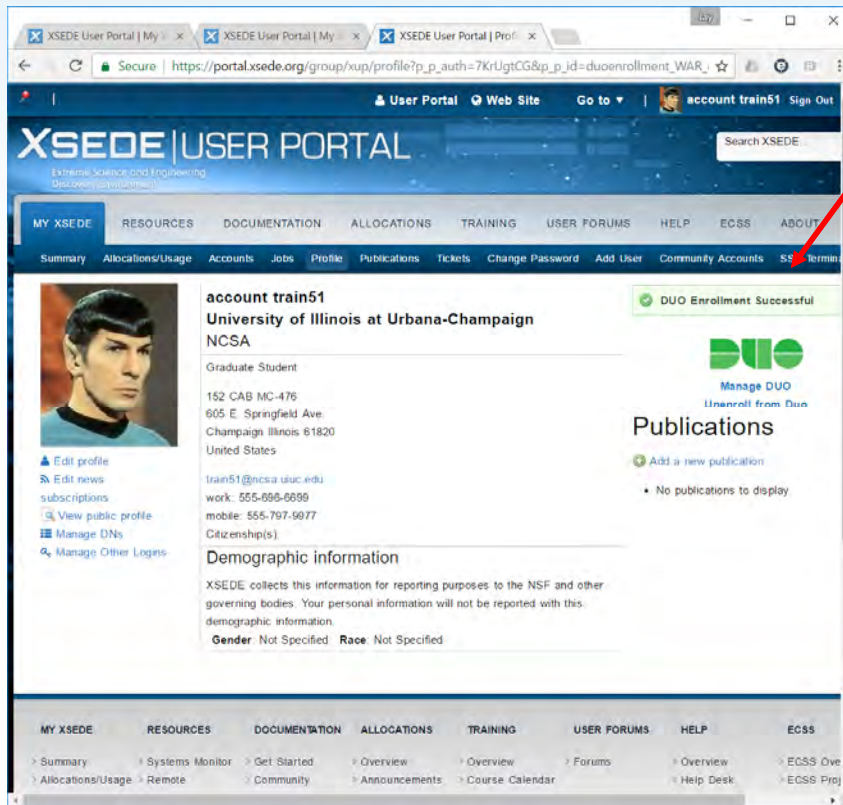 XSEDE User Portal | My
XSEDE User Portal | My
XSEDE User Portal | Prof
Secure | https://portal.xsede.org/group/xup/profile?p_p_auth=7KrUgtCG&p_p_id=duoenrollment_WAR_
User Portal Web Site Go to | account train51 Sign Out
XSEDE | USER PORTAL
Extreme Science and Engineering
Discovery Environment
Search XSEDE
MY XSEDE RESOURCES DOCUMENTATION ALLOCATIONS TRAINING USER FORUMS HELP ECSS ABOUT
Summary Allocations/Usage Accounts Jobs Profile Publications Tickets Change Password Add User Community Accounts
account train51
University of Illinois at Urbana-Champaign
NCSA
Graduate Student
152 CAB MC-476
605 E. Springfield Ave.
Champaign Illinois 61820
United States
train51@ncsa.uiuc.edu
work: 555-696-6699
mobile: 555-797-9977
Citizenship(s):
Demographic information
XSEDE collects this information for reporting purposes to the NSF and other
governing bodies. Your personal information will not be reported with this
demographic information.
Gender: Not Specified Race: Not Specified
Edit profile
Edit news
subscriptions
View public profile
Manage DNs
Manage Other Logins
DUO Enrollment Successful
DUO
Manage DUO
Unenroll from Duo
Publications
Add a new publication
No publications to display
MY XSEDE RESOURCES DOCUMENTATION ALLOCATIONS TRAINING USER FORUMS HELP ECSS
Summary Systems Monitor Get Started Overview Overview Forums Overview ECSS Ove
Allocations/Usage Remote Community Announcements Course Calendar Help Desk ECSS Proj